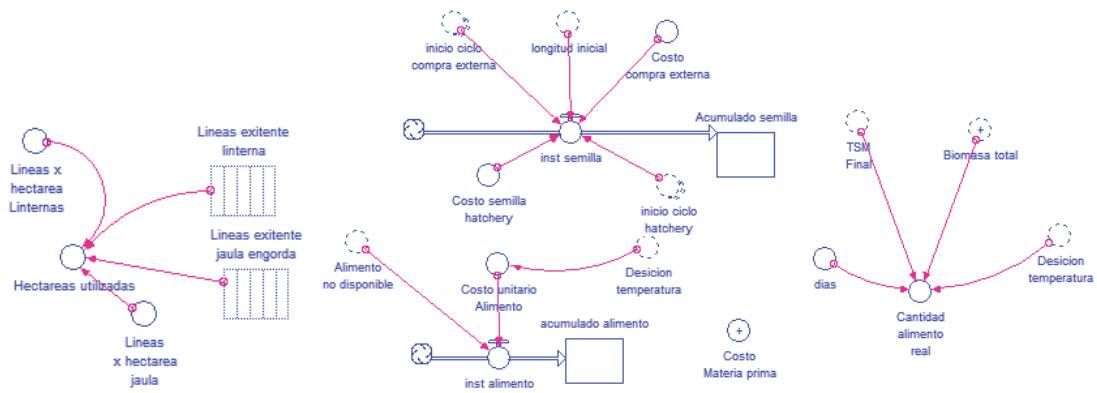 inicio ciclo
compra externa
longitud inicial
Costo
compra externa
Acumulado semilla
inst semilla
Costo semilla
hatchery
inicio ciclo
hatchery
Lineas x
hectarea
Linternas
Lineas exitente
linterna
Lineas exitente
jaula engorda
Hectareas utilizadas
Lineas
x hectarea
jaula
Alimento
no disponible
Costo unitario
Alimento
Desicion
temperatura
acumulado alimento
inst alimento
Costo
Materia prima
TSM
Final
Biomasa total
dias
Desicion
temperatura
Cantidad
alimento
real